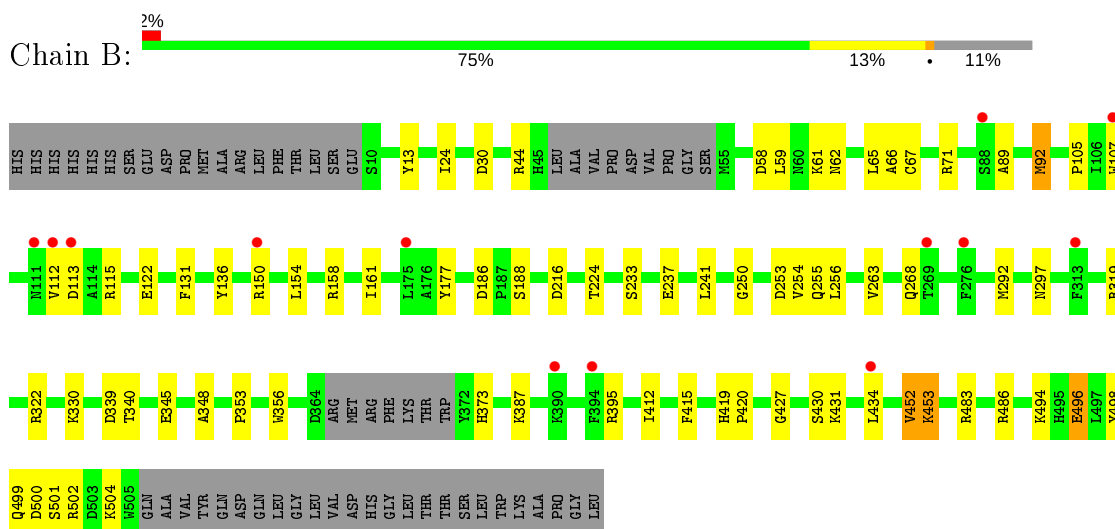 2%
Chain B:
75% 13% • 11%
HIS HIS HIS HIS HIS HIS SER GLU ASP PRO MET ALA ARG LEU PHE THR LEU SER GLU S10 Y13 I24 D30 R44 H45 LEU ALA VAL PRO ASP VAL PRO GLY SER M55 D58 L59 N60 K61 N62 L65 A66 C67 R71 S88 A89 M92 P105 I106 W107
N111 V112 D113 A114 R115 E122 F131 Y136 R150 L154 R158 I161 L175 A176 Y177 D186 P187 S188 D216 T224 S233 E237 L241 G250 D253 V254 Q255 L256 V263 Q268 T269 F276 M292 N297 F313 R319
R322 K330 D339 T340 E345 A348 P353 W356 D364 ARG MET ARG PHE LYS THR TRP Y372 H373 K387 K390 F394 R395 I412 F415 H419 P420 G427 S430 K431 L434 V452 K453 R483 R486 K494 H495 E496 L497 Y498
Q499 D500 S501 R502 D503 K504 W505 GLN ALA VAL TYR GLN ASP GLN LEU GLY LEU VAL ASP HIS GLY LEU THR THR SER LEU TRP LYS ALA PRO GLY LEU